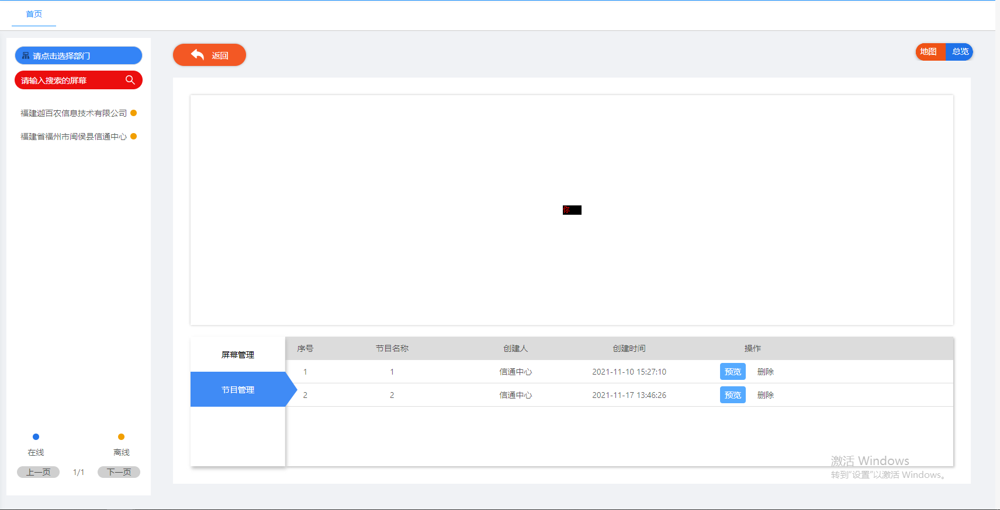 首页
请点击选择部门
请输入搜索的屏幕
福建迦百农信息技术有限公司
福建省福州市闽侯县信通中心
在线 离线
上一页 1/1 下一页
返回
地图 总览
你
屏幕管理
节目管理
序号 节目名称 创建人 创建时间 操作
1 1 信通中心 2021-11-10 15:27:10 预览 删除
2 2 信通中心 2021-11-17 13:46:26 预览 删除
激活 Windows
转到"设置"以激活 Windows。